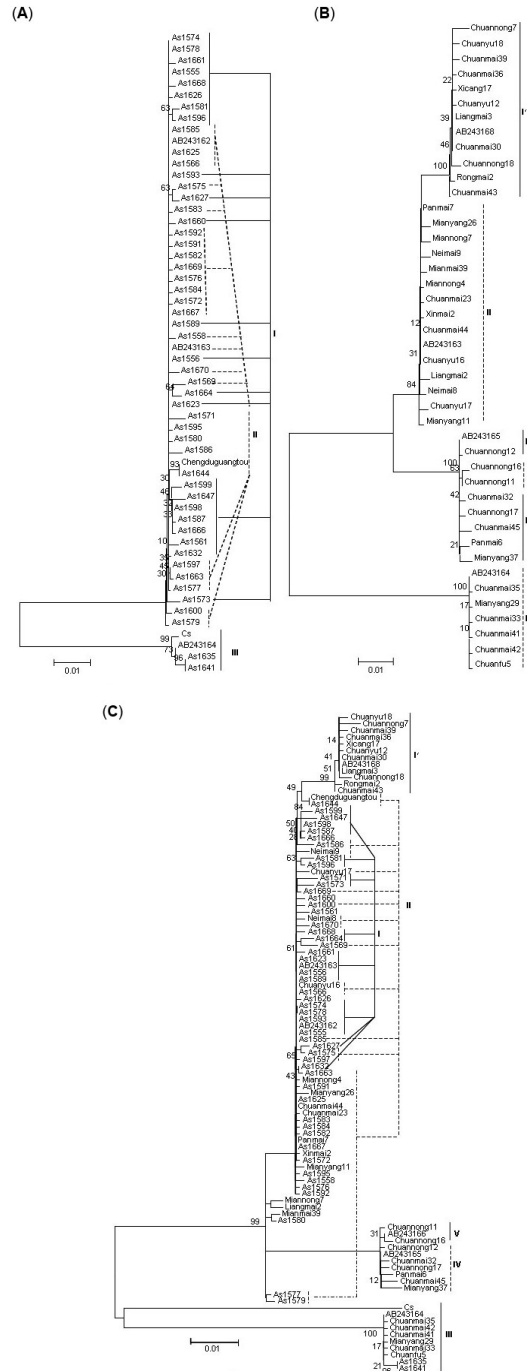 (A)
As1574
As1578
As1661
As1555
As1668
As1626
63
As1581
As1596
As1585
AB243162
As1625
As1566
As1593
63
As1575
As1627
As1583
As1660
As1592
As1591
As1582
As1669
As1576
As1584
As1572
As1667
As1589
I
As1558
AB243163
As1556
As1670
As1569
64
As1664
As1623
As1571
As1595
II
As1580
As1586
Chengduguangtou
93
As1644
30
As1599
46
As1647
As1598
33
As1587
As1666
10
As1561
As1632
35
As1597
45
30
As1663
As1577
As1573
As1600
As1579
Cs
99
AB243164
73
III
As1635
96
As1641
0.01
(B)
Chuannong7
Chuanyu18
Chuanmai39
Chuanmai36
22
Xicang17
I'
Chuanyu12
39
Liangmai3
AB243168
46
Chuanmai30
100
Chuannong18
Rongmai2
Chuanmai43
Panmai7
Mianyang26
Miannong7
Neimai9
Mianmai39
Miannong4
II
Chuanmai23
Xinmai2
12
Chuanmai44
AB243163
31
Chuanyu16
Liangmai2
84
Neimai8
Chuanyu17
Mianyang11
AB243165
Chuannong12
100
63
Chuannong16
Chuannong11
42
Chuanmai32
Chuannong17
Chuanmai45
21
Panmai6
Mianyang37
AB243164
100
Chuanmai35
17
Mianyang29
Chuanmai33
10
Chuanmai41
Chuanmai42
Chuanfu5
0.01
(C)
Chuanyu18
Chuannong7
Chuanmai39
14
Chuanmai36
Xicang17
I'
Chuanyu12
41
Chuanmai30
AB243168
51
Liangmai3
99
Chuannong18
Rongmai2
49
Chuanmai43
Chengduguangtou
84
As1644
As1599
As1647
50
As1598
40
As1587
28
As1666
As1586
Neimai9
63
As1581
As1596
Chuanyu17
As1571
As1573
As1669
As1660
As1600
II
As1561
Neimai8
As1670
As1668
I
As1664
As1569
61
As1661
As1623
AB243163
As1556
As1589
Chuanyu16
As1566
As1626
As1574
As1578
As1593
AB243162
As1555
As1585
As1627
65
As1575
As1597
As1632
43
As1663
Miannong4
As1591
Mianyang26
As1625
Chuanmai44
Chuanmai23
As1583
As1584
As1582
Panmai7
As1667
Xinmai2
As1572
Mianyang11
As1595
As1558
As1576
As1592
Miannong7
Liangmai2
Mianmai39
99
As1580
Chuannong11
31
AB243166
V
Chuannong16
Chuannong12
AB243165
Chuanmai32
IV
Chuannong17
Panmai6
12
Chuanmai45
Mianyang37
As1577
As1579
Cs
AB243164
Chuanmai35
Chuanmai42
100
Chuanmai41
III
Mianyang29
17
Chuanmai33
Chuanfu5
As1635
21
As1641
0.01